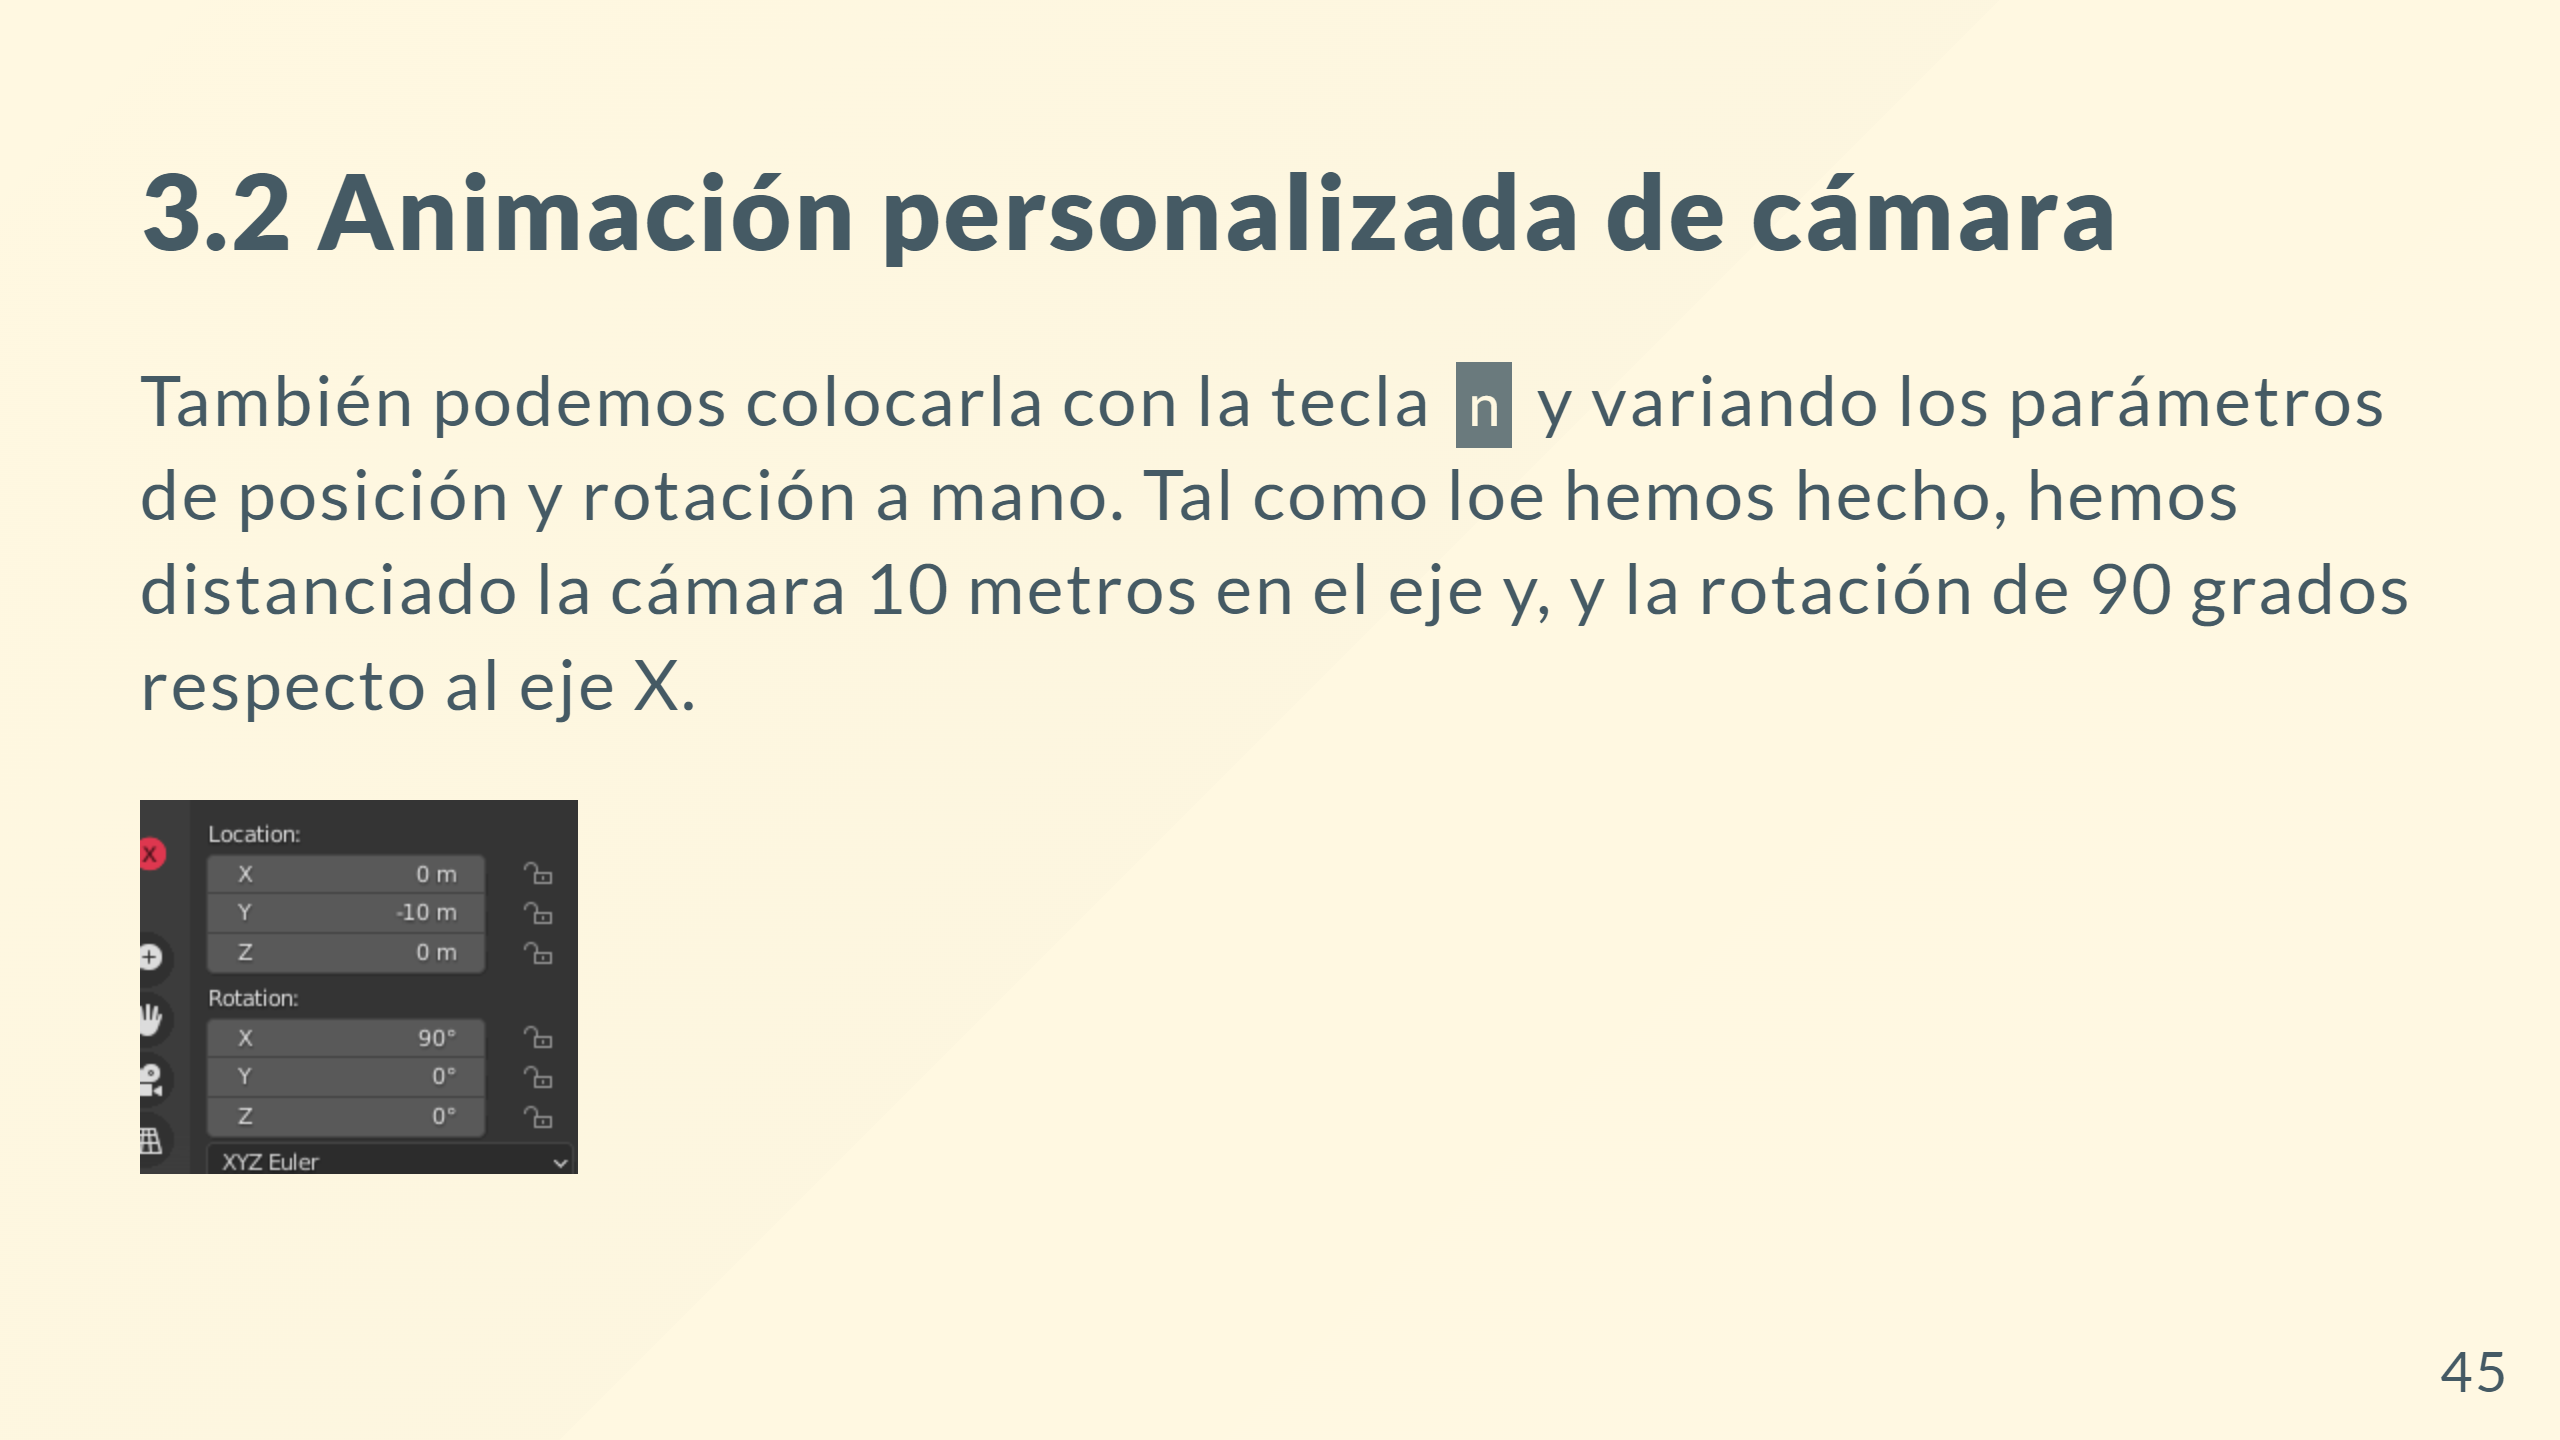 3.2 Animación personalizada de cámara
También podemos colocarla con la tecla n y variando los parámetros
de posición y rotación a mano. Tal como loe hemos hecho, hemos
distanciado la cámara 10 metros en el eje y, y la rotación de 90 grados
respecto al eje X.
Location:
X
X 0 m
Y -10 m
Z 0 m
Rotation:
X 90°
Y 0°
Z 0°
XYZ Euler
45